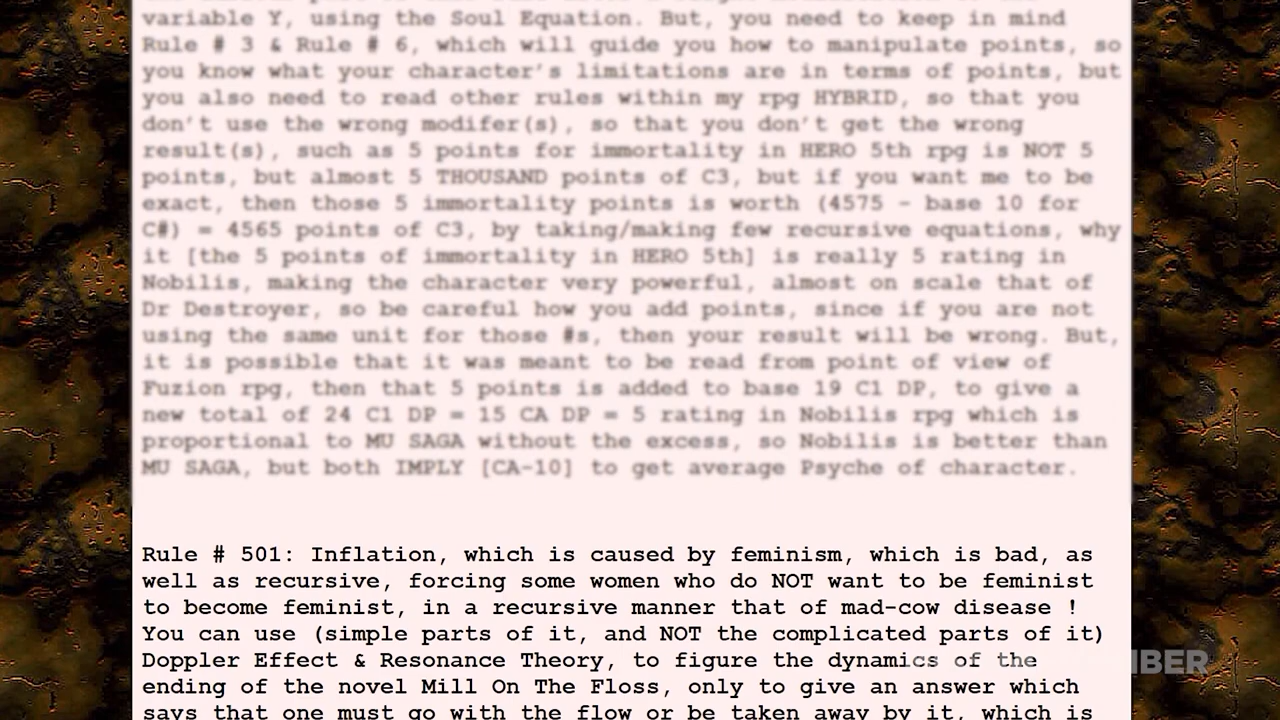 variable Y, using the Soul Equation. But, you need to keep in mind
Rule # 3 & Rule # 6, which will guide you how to manipulate points, so
you know what your character's limitations are in terms of points, but
you also need to read other rules within my rpg HYBRID, so that you
don't use the wrong modifer(s), so that you don't get the wrong
result(s), such as 5 points for immortality in HERO 5th rpg is NOT 5
points, but almost 5 THOUSAND points of C3, but if you want me to be
exact, then those 5 immortality points is worth (4575 - base 10 for
C#) = 4565 points of C3, by taking/making few recursive equations, why
it [the 5 points of immortality in HERO 5th] is really 5 rating in
Nobilis, making the character very powerful, almost on scale that of
Dr Destroyer, so be careful how you add points, since if you are not
using the same unit for those #s, then your result will be wrong. But,
it is possible that it was meant to be read from point of view of
Fuzion rpg, then that 5 points is added to base 19 C1 DP, to give a
new total of 24 C1 DP = 15 CA DP = 5 rating in Nobilis rpg which is
proportional to MU SAGA without the excess, so Nobilis is better than
MU SAGA, but both IMPLY [CA-10] to get average Psyche of character.
Rule # 501: Inflation, which is caused by feminism, which is bad, as
well as recursive, forcing some women who do NOT want to be feminist
to become feminist, in a recursive manner that of mad-cow disease !
You can use (simple parts of it, and NOT the complicated parts of it)
Doppler Effect & Resonance Theory, to figure the dynamics of the
ending of the novel Mill On The Floss, only to give an answer which
says that one must go with the flow or be taken away by it, which is